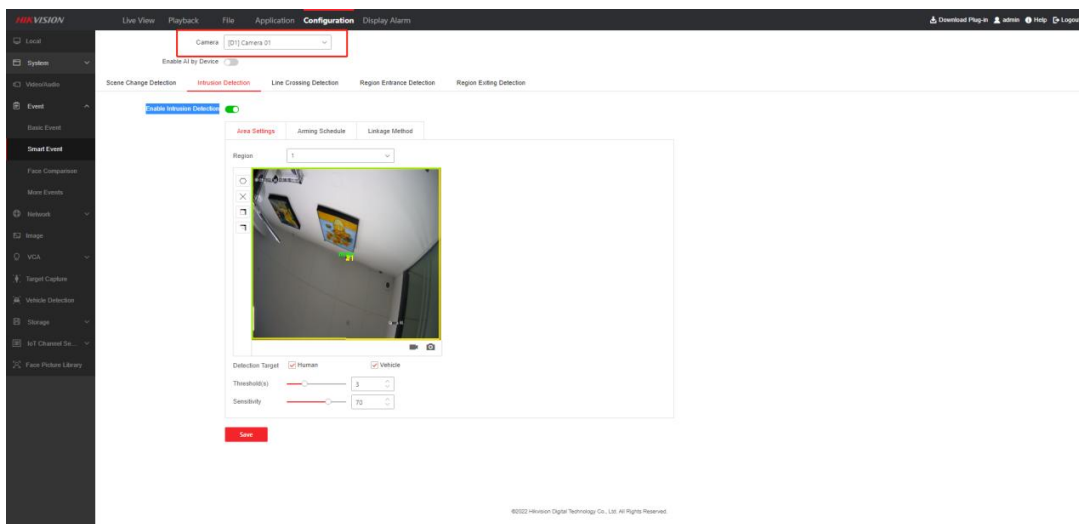 HIKVISION Live View Playback File Application Configuration Display Alarm Download Plug-in admin Help Logout
Local
System
Video/Audio
Event
Basic Event
Smart Event
Face Comparison
More Events
Network
Image
VCA
Target Capture
Vehicle Detection
Storage
IoT Channel Se...
Face Picture Library
Camera [D1] Camera 01
Enable AI by Device
Scene Change Detection Intrusion Detection Line Crossing Detection Region Entrance Detection Region Exiting Detection
Enable Intrusion Detection
Area Settings Arming Schedule Linkage Method
Region 1
#1
Detection Target Human Vehicle
Threshold(s) 3
Sensitivity 70
Save
©2022 Hikvision Digital Technology Co., Ltd. All Rights Reserved.